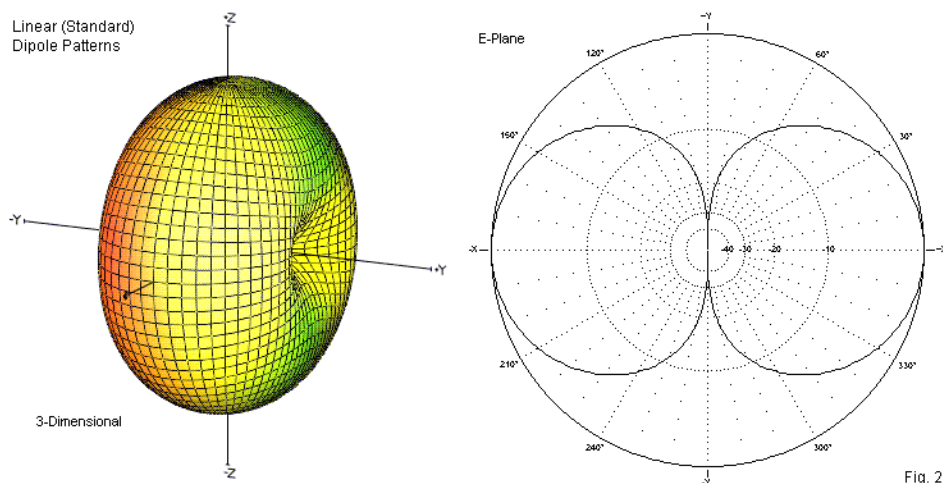 Linear (Standard)
Dipole Patterns
+Z
-Y
+Y
-Z
3-Dimensional
E-Plane
-Y
120°
60°
150°
30°
-X
-40 -30 -20 -10
210°
330°
240°
300°
Fig. 2